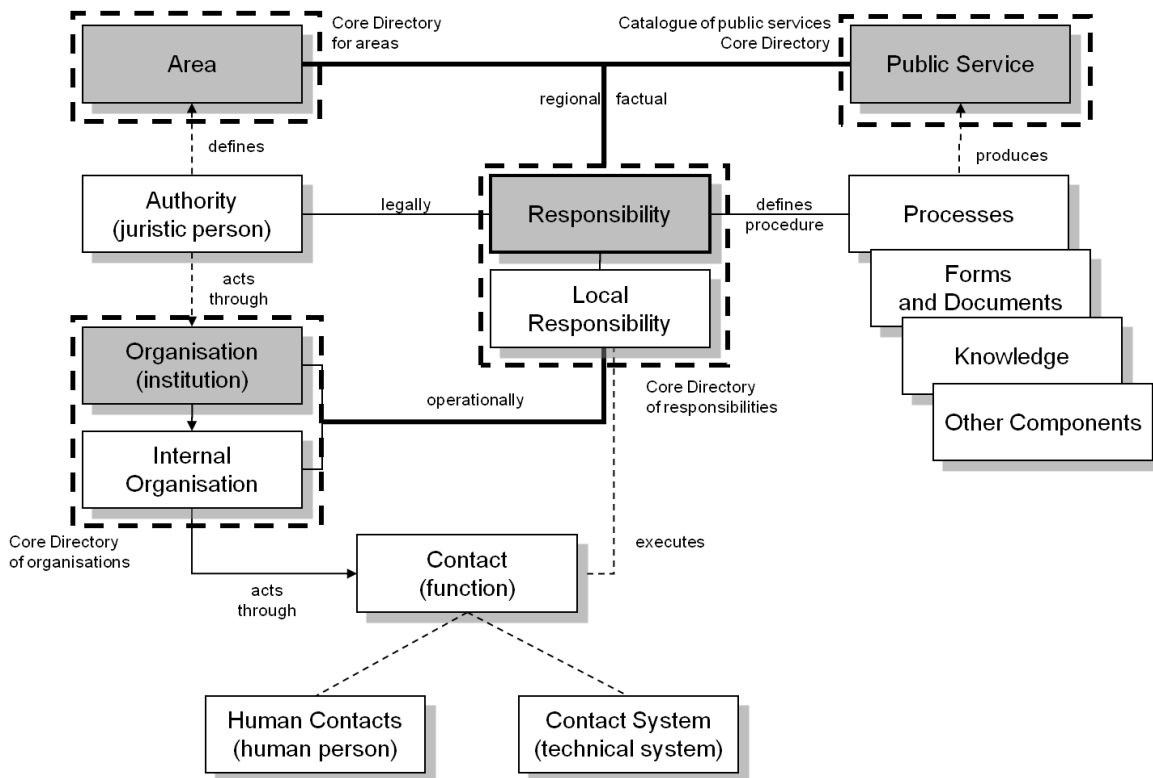 Core Directory
for areas
Catalogue of public services
Core Directory
Area
Public Service
regional
factual
defines
produces
Authority
(juristic person)
legally
Responsibility
defines
procedure
Processes
acts
through
Local
Responsibility
Forms
and Documents
Organisation
(institution)
Knowledge
operationally
Core Directory
of responsibilities
Other Components
Internal
Organisation
Core Directory
of organisations
executes
Contact
(function)
acts
through
Human Contacts
(human person)
Contact System
(technical system)